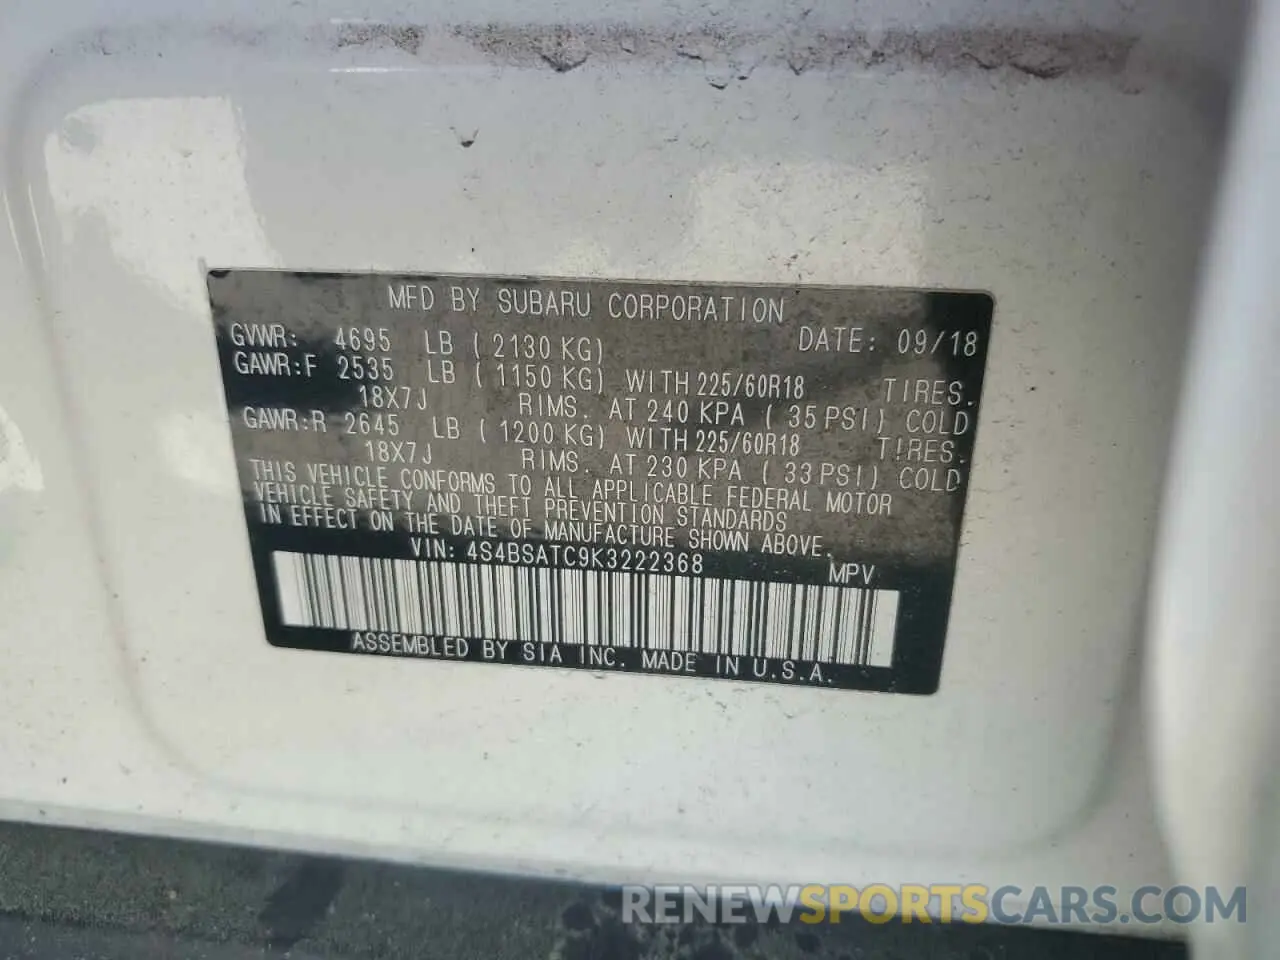 MFD BY SUBARU CORPORATION
GVWR: 4695 LB ( 2130 KG) DATE: 09/18
GAWR:F 2535 LB ( 1150 KG) WITH 225/60R18 TIRES.
18X7J RIMS. AT 240 KPA ( 35 PSI) COLD
GAWR:R 2645 LB ( 1200 KG) WITH 225/60R18 TIRES.
18X7J RIMS. AT 230 KPA ( 33 PSI) COLD
THIS VEHICLE CONFORMS TO ALL APPLICABLE FEDERAL MOTOR
VEHICLE SAFETY AND THEFT PREVENTION STANDARDS
IN EFFECT ON THE DATE OF MANUFACTURE SHOWN ABOVE.
VIN: 4S4BSATC9K3222368 MPV
ASSEMBLED BY SIA INC. MADE IN U.S.A.
RENEWSPORTSCARS.COM